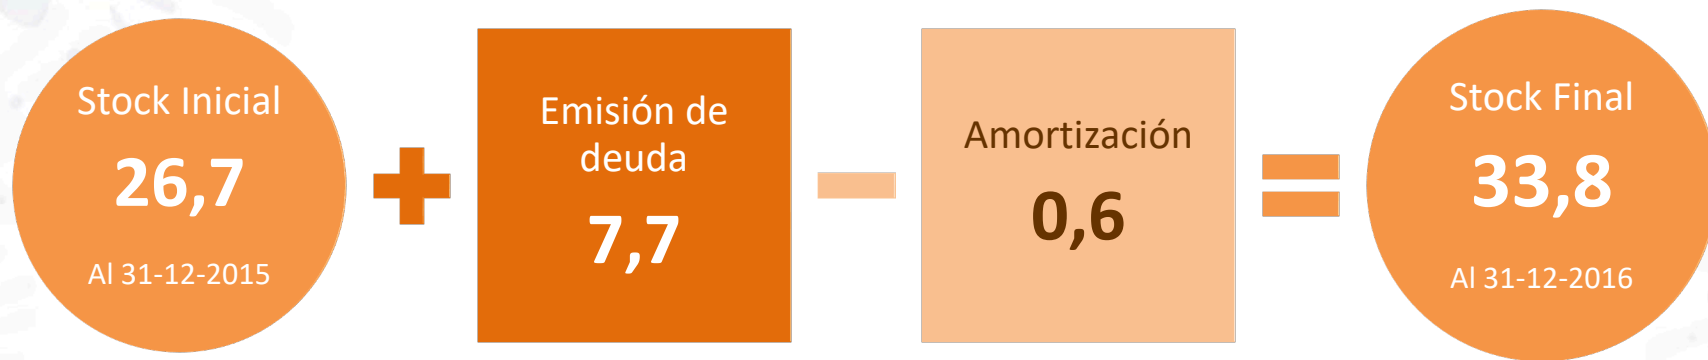 Stock Inicial
26,7
Al 31-12-2015
Emisión de
deuda
7,7
Amortización
0,6
Stock Final
33,8
Al 31-12-2016